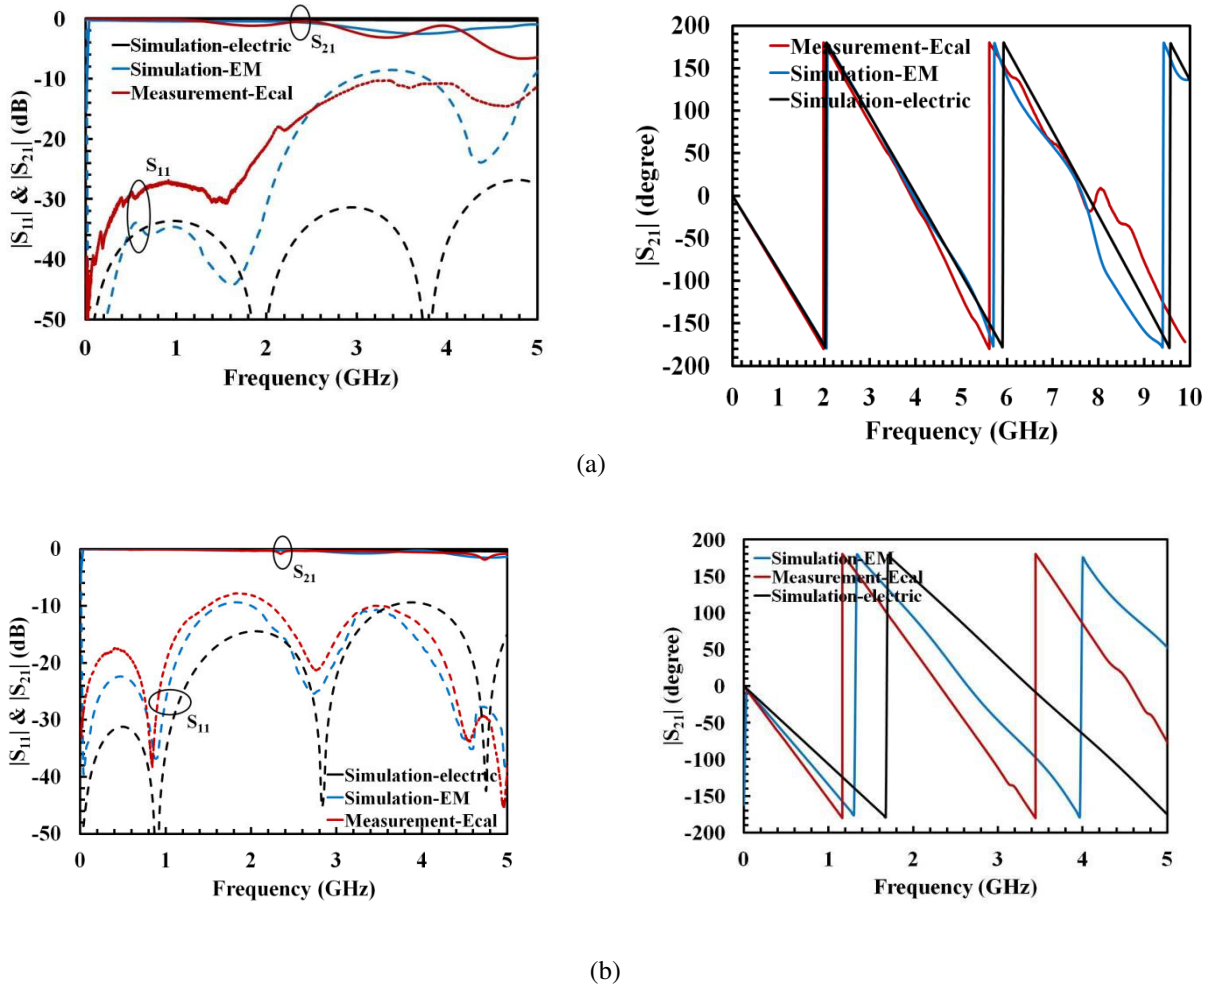 0
-10
-20
-30
-40
-50
|S11| & |S21| (dB)
Simulation-electric
Simulation-EM
Measurement-Ecal
S21
S11
0 1 2 3 4 5
Frequency (GHz)
200
150
100
50
0
-50
-100
-150
-200
|S21| (degree)
Measurement-Ecal
Simulation-EM
Simulation-electric
0 1 2 3 4 5 6 7 8 9 10
Frequency (GHz)
(a)
0
-10
-20
-30
-40
-50
|S11| & |S21| (dB)
S21
S11
Simulation-electric
Simulation-EM
Measurement-Ecal
0 1 2 3 4 5
Frequency (GHz)
200
150
100
50
0
-50
-100
-150
-200
|S21| (degree)
Simulation-EM
Measurement-Ecal
Simulation-electric
0 1 2 3 4 5
Frequency (GHz)
(b)